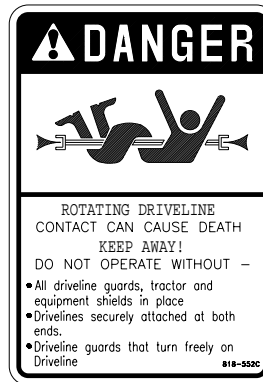 DANGER
ROTATING DRIVELINE
CONTACT CAN CAUSE DEATH
KEEP AWAY!
DO NOT OPERATE WITHOUT –
• All driveline guards, tractor and
equipment shields in place
• Drivelines securely attached at both
ends.
• Driveline guards that turn freely on
Driveline
818-552C